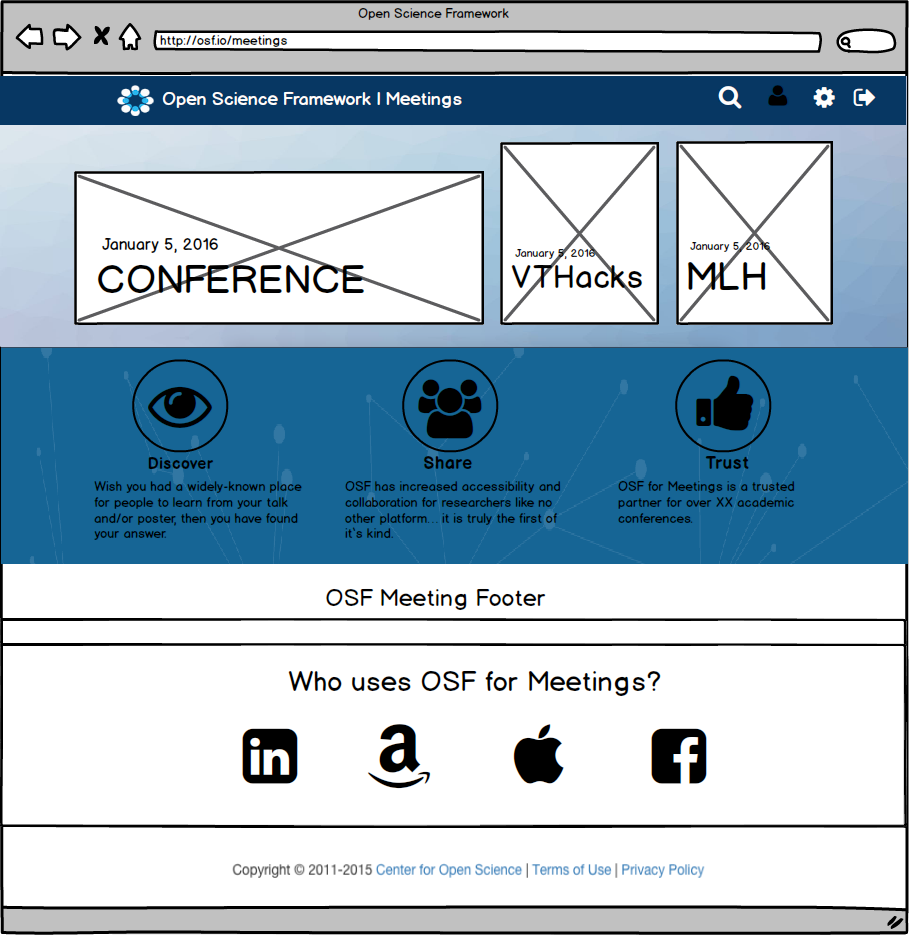 Open Science Framework
http://osf.io/meetings
Open Science Framework | Meetings
January 5, 2016
CONFERENCE
January 5, 2016
VTHacks
January 5, 2016
MLH
Discover
Wish you had a widely-known place
for people to learn from your talk
and/or poster, then you have found
your answer.
Share
OSF has increased accessibility and
collaboration for researchers like no
other platform... it is truly the first of
it's kind.
Trust
OSF for Meetings is a trusted
partner for over XX academic
conferences.
OSF Meeting Footer
Who uses OSF for Meetings?
in
a
f
Copyright © 2011-2015 Center for Open Science | Terms of Use | Privacy Policy